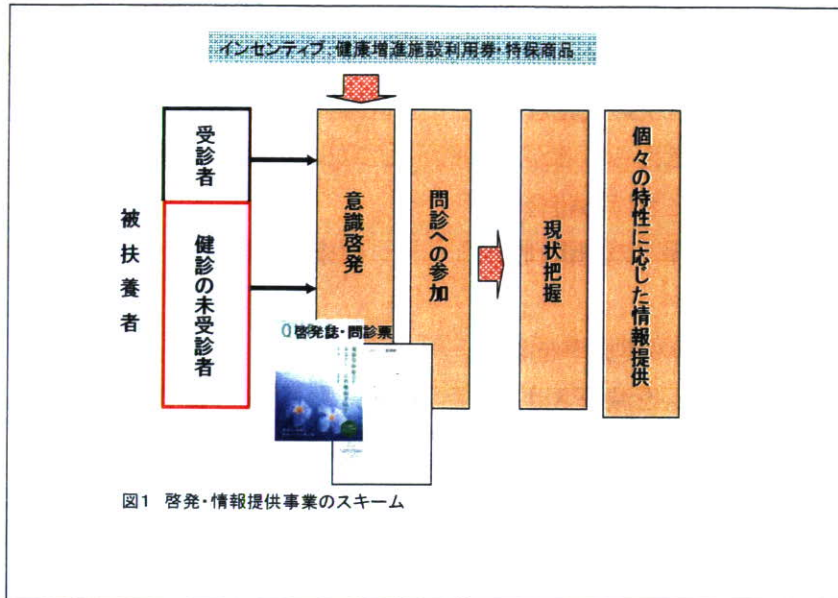 インセンティブ:健康増進施設利用券・特保商品
被扶養者
受診者
健診の未受診者
意識啓発
問診への参加
現状把握
個々の特性に応じた情報提供
啓発誌・問診票
図1 啓発・情報提供事業のスキーム